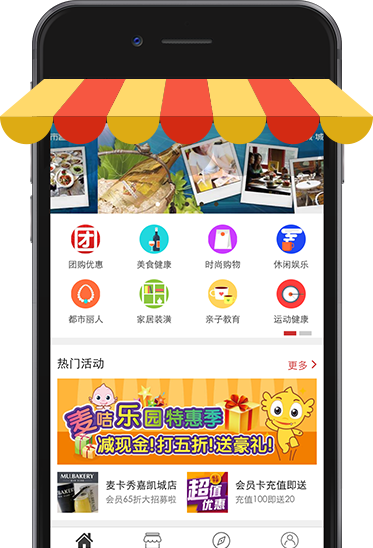 团购优惠 美食健康 时尚购物 休闲娱乐
都市丽人 家居装潢 亲子教育 运动健康
热门活动 更多
麦咭乐园特惠季
减现金!打五折!送豪礼!
MU.BAKERY
麦卡秀嘉凯城店
会员65折大招募啦
超值优惠
会员卡充值即送
充值100即送20